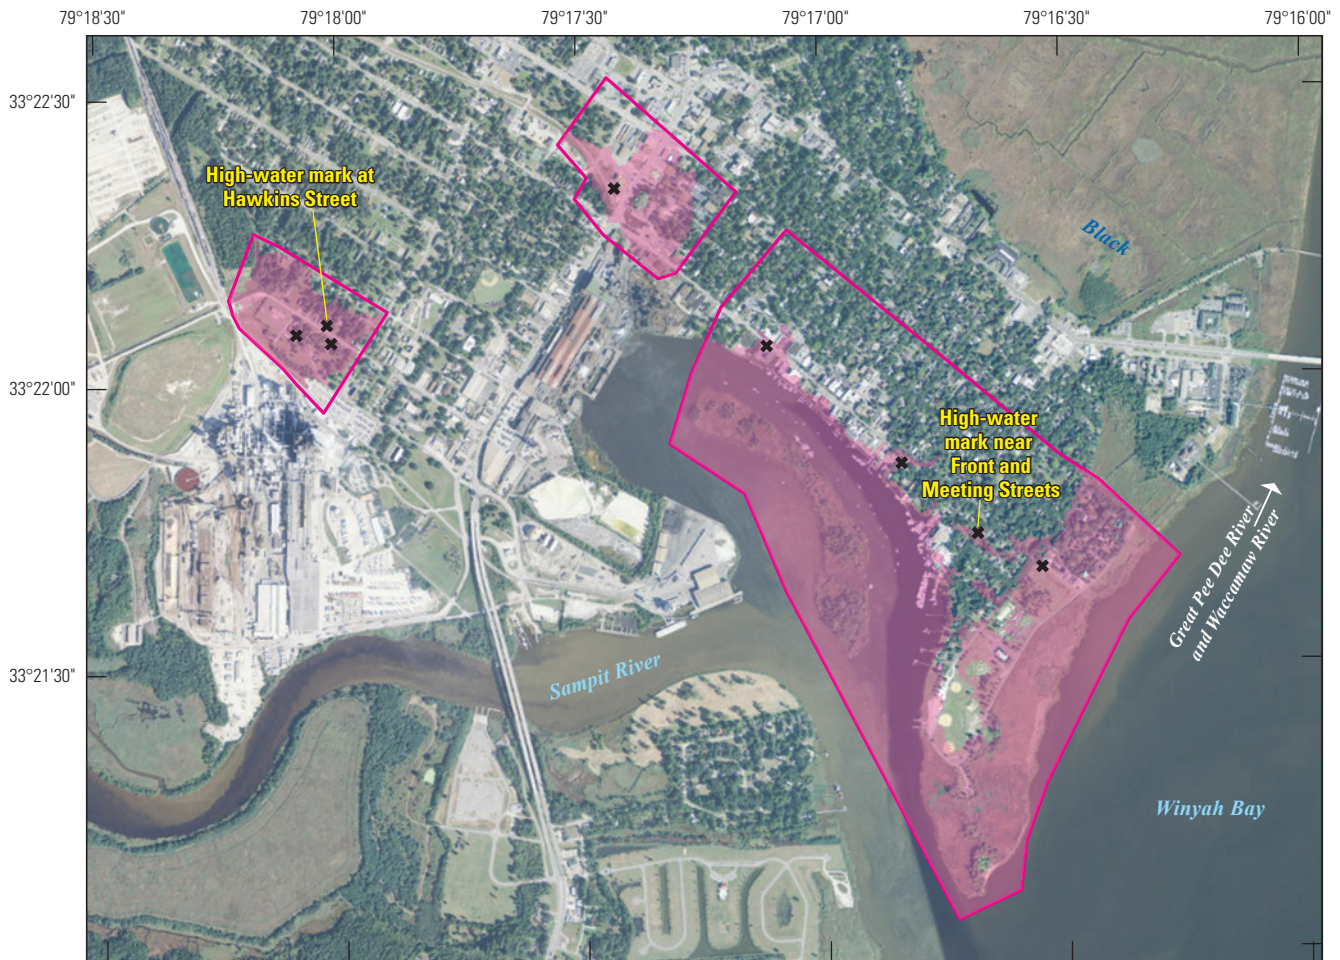 79°18'30"
79°18'00"
79°17'30"
79°17'00"
79°16'30"
79°16'00"
33°22'30"
33°22'00"
33°21'30"
High-water mark at
Hawkins Street
Black
High-water
mark near
Front and
Meeting Streets
Great Pee Dee River
and Waccamaw River
Sampit River
Winyah Bay